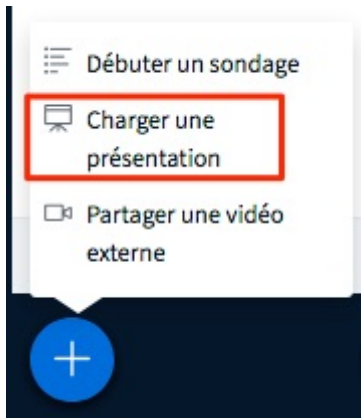 Débuter un sondage
Charger une
présentation
Partager une vidéo
externe